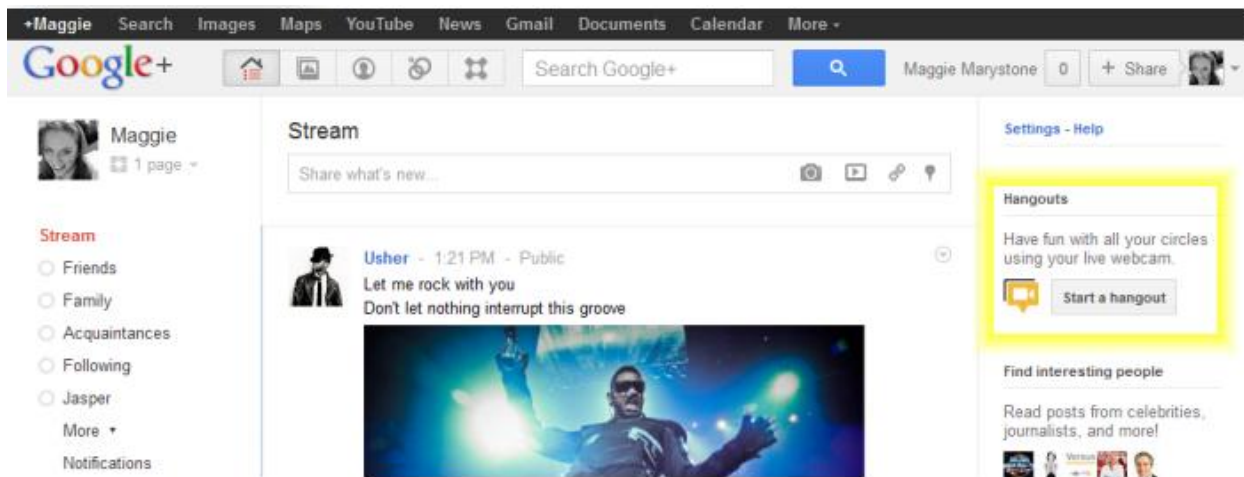 +Maggie Search Images Maps YouTube News Gmail Documents Calendar More
Google+
Search Google+
Maggie Marystone 0 + Share
Maggie
1 page
Stream
Friends
Family
Acquaintances
Following
Jasper
More
Notifications
Stream
Share what's new...
Usher - 1:21 PM - Public
Let me rock with you
Don't let nothing interrupt this groove
Settings - Help
Hangouts
Have fun with all your circles
using your live webcam.
Start a hangout
Find interesting people
Read posts from celebrities,
journalists, and more!